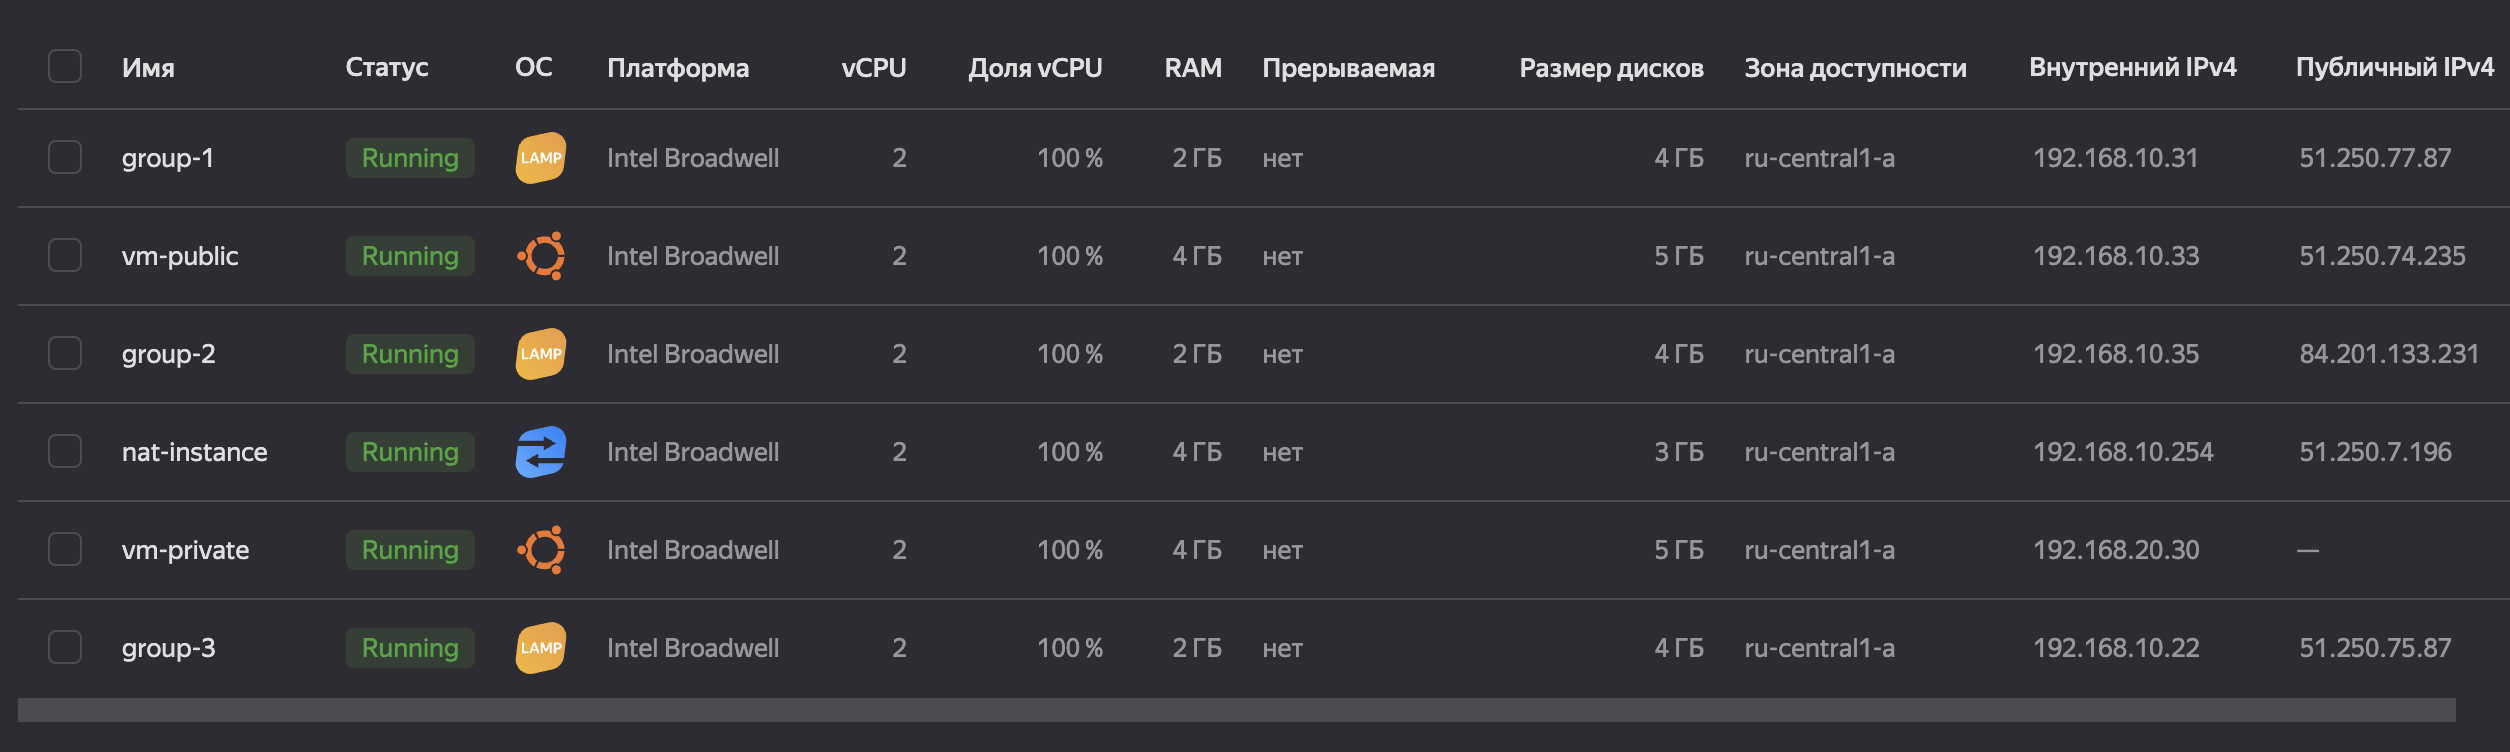 Имя Статус ОС Платформа vCPU Доля vCPU RAM Прерываемая Размер дисков Зона доступности Внутренний IPv4 Публичный IPv4
group-1 Running LAMP Intel Broadwell 2 100 % 2 ГБ нет 4 ГБ ru-central1-a 192.168.10.31 51.250.77.87
vm-public Running Intel Broadwell 2 100 % 4 ГБ нет 5 ГБ ru-central1-a 192.168.10.33 51.250.74.235
group-2 Running LAMP Intel Broadwell 2 100 % 2 ГБ нет 4 ГБ ru-central1-a 192.168.10.35 84.201.133.231
nat-instance Running Intel Broadwell 2 100 % 4 ГБ нет 3 ГБ ru-central1-a 192.168.10.254 51.250.7.196
vm-private Running Intel Broadwell 2 100 % 4 ГБ нет 5 ГБ ru-central1-a 192.168.20.30 —
group-3 Running LAMP Intel Broadwell 2 100 % 2 ГБ нет 4 ГБ ru-central1-a 192.168.10.22 51.250.75.87